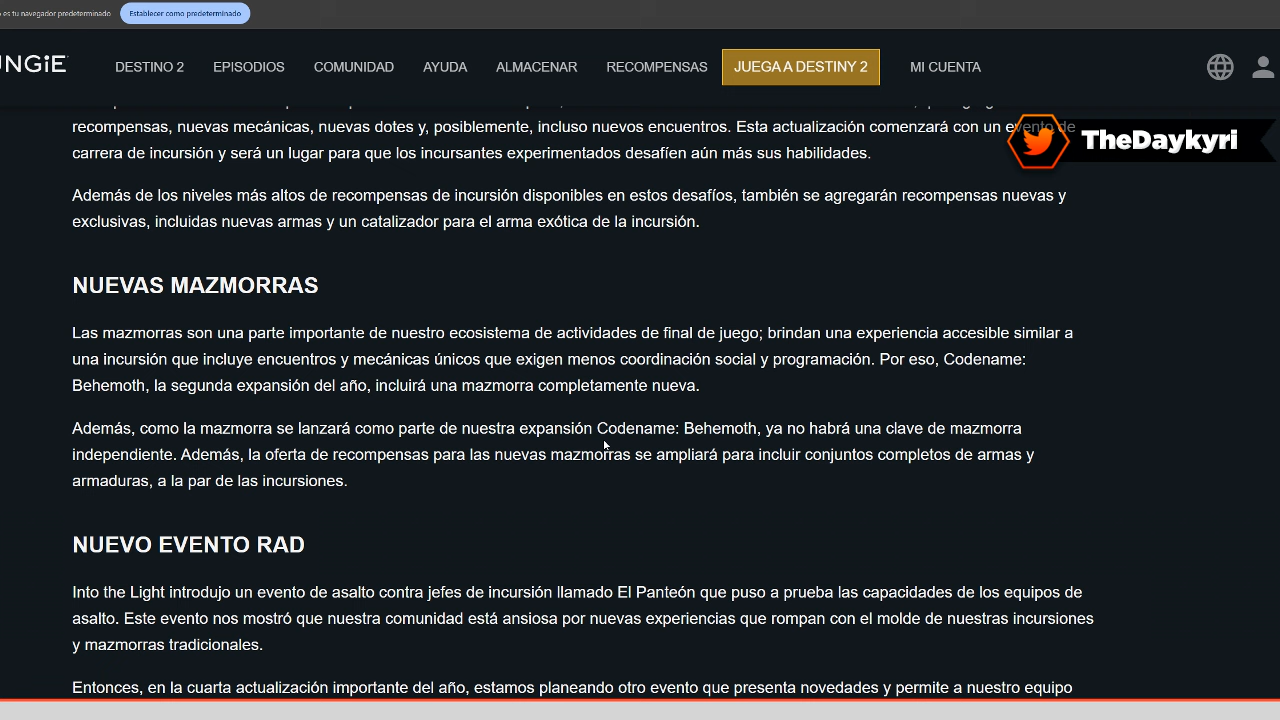 es tu navegador predeterminado
Establecer como predeterminado
UNGiE
DESTINO 2
EPISODIOS
COMUNIDAD
AYUDA
ALMACENAR
RECOMPENSAS
JUEGA A DESTINY 2
MI CUENTA
recompensas, nuevas mecánicas, nuevos dotes y, posiblemente, incluso nuevos encuentros. Esta actualización comenzará con un evento de
TheDaykyri
carrera de incursión y será un lugar para que los incursantes experimentados desafíen aún más sus habilidades.
Además de los niveles más altos de recompensas de incursión disponibles en estos desafíos, también se agregarán recompensas nuevas y
exclusivas, incluidas nuevas armas y un catalizador para el arma exótica de la incursión.
NUEVAS MAZMORRAS
Las mazmorras son una parte importante de nuestro ecosistema de actividades de final de juego; brindan una experiencia accesible similar a
una incursión que incluye encuentros y mecánicas únicos que exigen menos coordinación social y programación. Por eso, Codename:
Behemoth, la segunda expansión del año, incluirá una mazmorra completamente nueva.
Además, como la mazmorra se lanzará como parte de nuestra expansión Codename: Behemoth, ya no habrá una clave de mazmorra
independiente. Además, la oferta de recompensas para las nuevas mazmorras se ampliará para incluir conjuntos completos de armas y
armaduras, a la par de las incursiones.
NUEVO EVENTO RAD
Into the Light introdujo un evento de asalto contra jefes de incursión llamado El Panteón que puso a prueba las capacidades de los equipos de
asalto. Este evento nos mostró que nuestra comunidad está ansiosa por nuevas experiencias que rompan con el molde de nuestras incursiones
y mazmorras tradicionales.
Entonces, en la cuarta actualización importante del año, estamos planeando otro evento que presenta novedades y permite a nuestro equipo